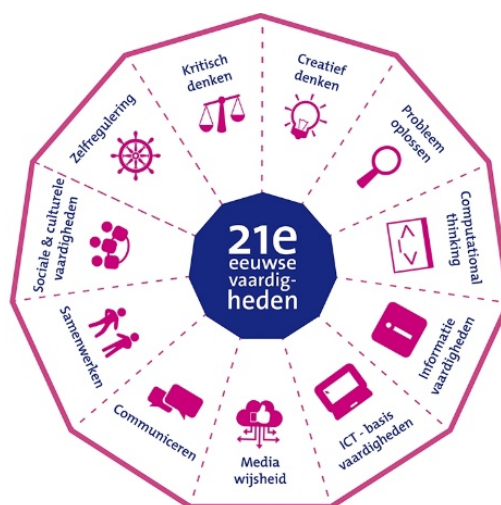 21e
eeuwse
vaardig-
heden
Kritisch
denken
Creatief
denken
Probleem
oplossen
Computational
thinking
Informatie
vaardigheden
ICT - basis
vaardigheden
Media
wijsheid
Communiceren
Samenwerken
Sociale & culturele
vaardigheden
Zelfregulering